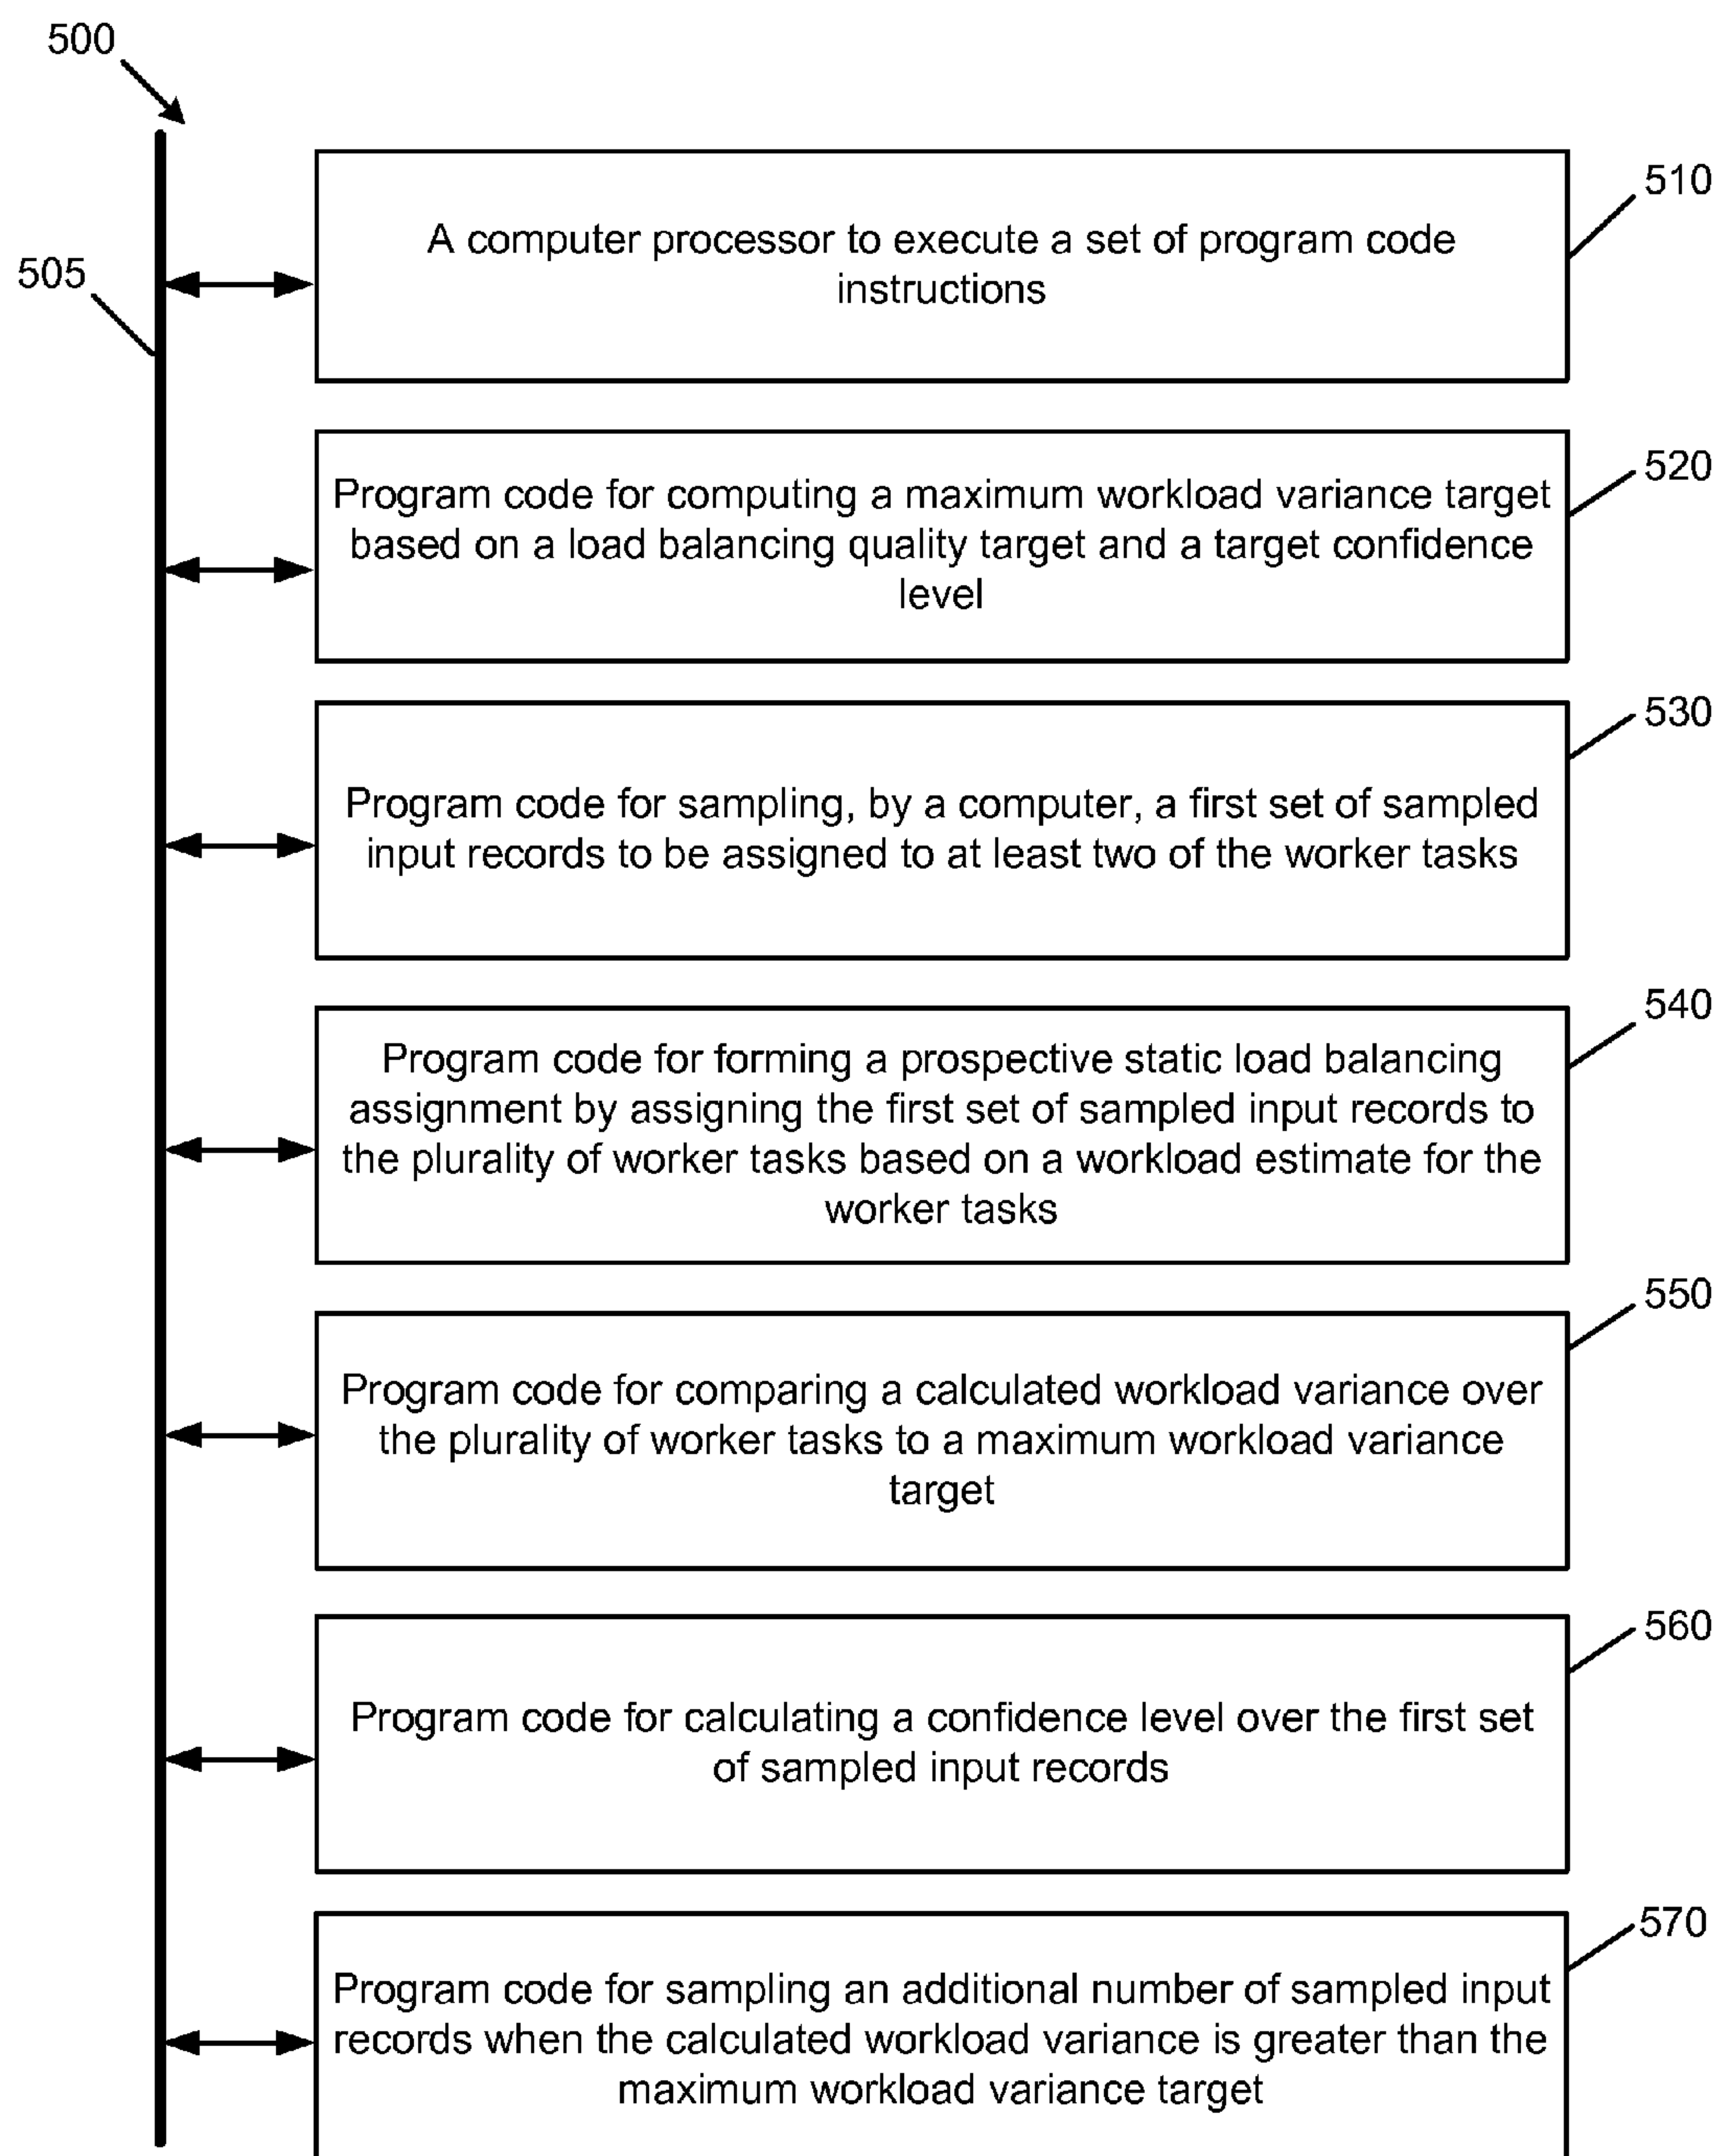 500
505
510
A computer processor to execute a set of program code
instructions
520
Program code for computing a maximum workload variance target
based on a load balancing quality target and a target confidence
level
530
Program code for sampling, by a computer, a first set of sampled
input records to be assigned to at least two of the worker tasks
540
Program code for forming a prospective static load balancing
assignment by assigning the first set of sampled input records to
the plurality of worker tasks based on a workload estimate for the
worker tasks
550
Program code for comparing a calculated workload variance over
the plurality of worker tasks to a maximum workload variance
target
560
Program code for calculating a confidence level over the first set
of sampled input records
570
Program code for sampling an additional number of sampled input
records when the calculated workload variance is greater than the
maximum workload variance target